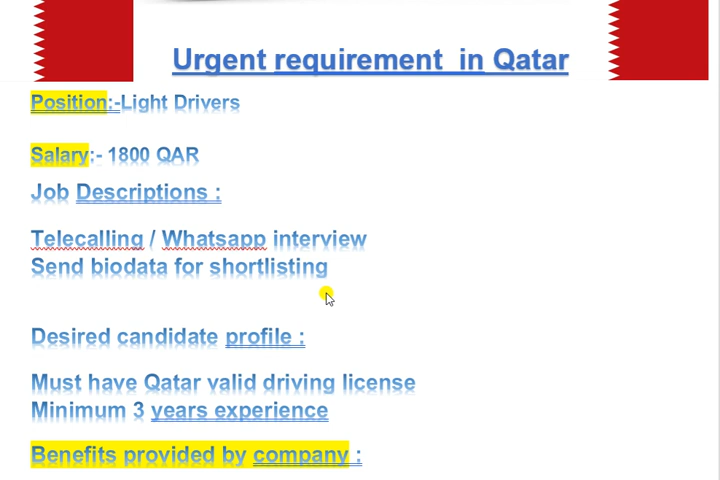 Urgent requirement in Qatar
Position:-Light Drivers
Salary:- 1800 QAR
Job Descriptions :
Telecalling / Whatsapp interview
Send biodata for shortlisting
Desired candidate profile :
Must have Qatar valid driving license
Minimum 3 years experience
Benefits provided by company :